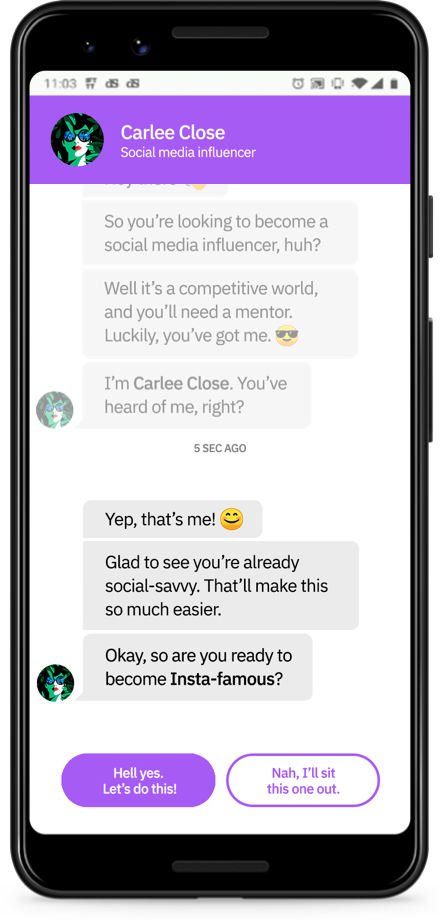 11:03
Carlee Close
Social media influencer
So you’re looking to become a
social media influencer, huh?
Well it’s a competitive world,
and you’ll need a mentor.
Luckily, you’ve got me. 😎
I’m Carlee Close. You’ve
heard of me, right?
5 SEC AGO
Yep, that’s me! 😊
Glad to see you’re already
social-savvy. That’ll make this
so much easier.
Okay, so are you ready to
become Insta-famous?
Hell yes.
Let’s do this!
Nah, I’ll sit
this one out.